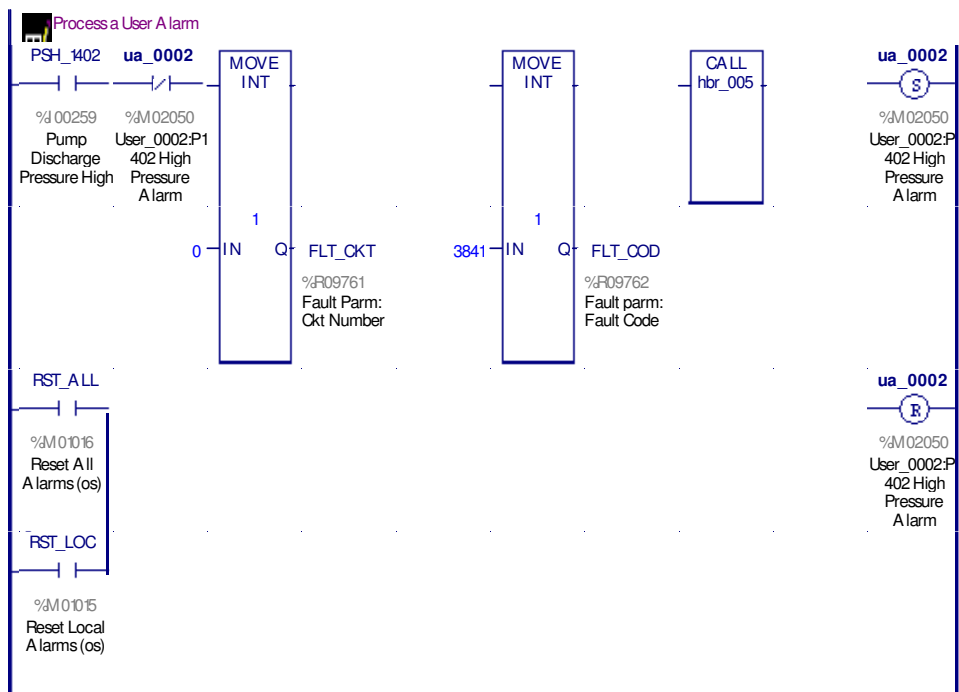 Process a User Alarm
PSH_1402 ua_0002 MOVE MOVE CALL ua_0002
INT INT hbr_005 S
%I00259 %M02050 %M02050
Pump User_0002:P1 User_0002:P
Discharge 402 High 402 High
Pressure High Pressure Pressure
Alarm Alarm
1 1
0 IN Q FLT_CKT 3841 IN Q FLT_COD
%R09761 %R09762
Fault Parm: Fault parm:
Ckt Number Fault Code
RST_ALL ua_0002
R
%M01016 %M02050
Reset All User_0002:P
Alarms (os) 402 High
Pressure
Alarm
RST_LOC
%M01015
Reset Local
Alarms (os)